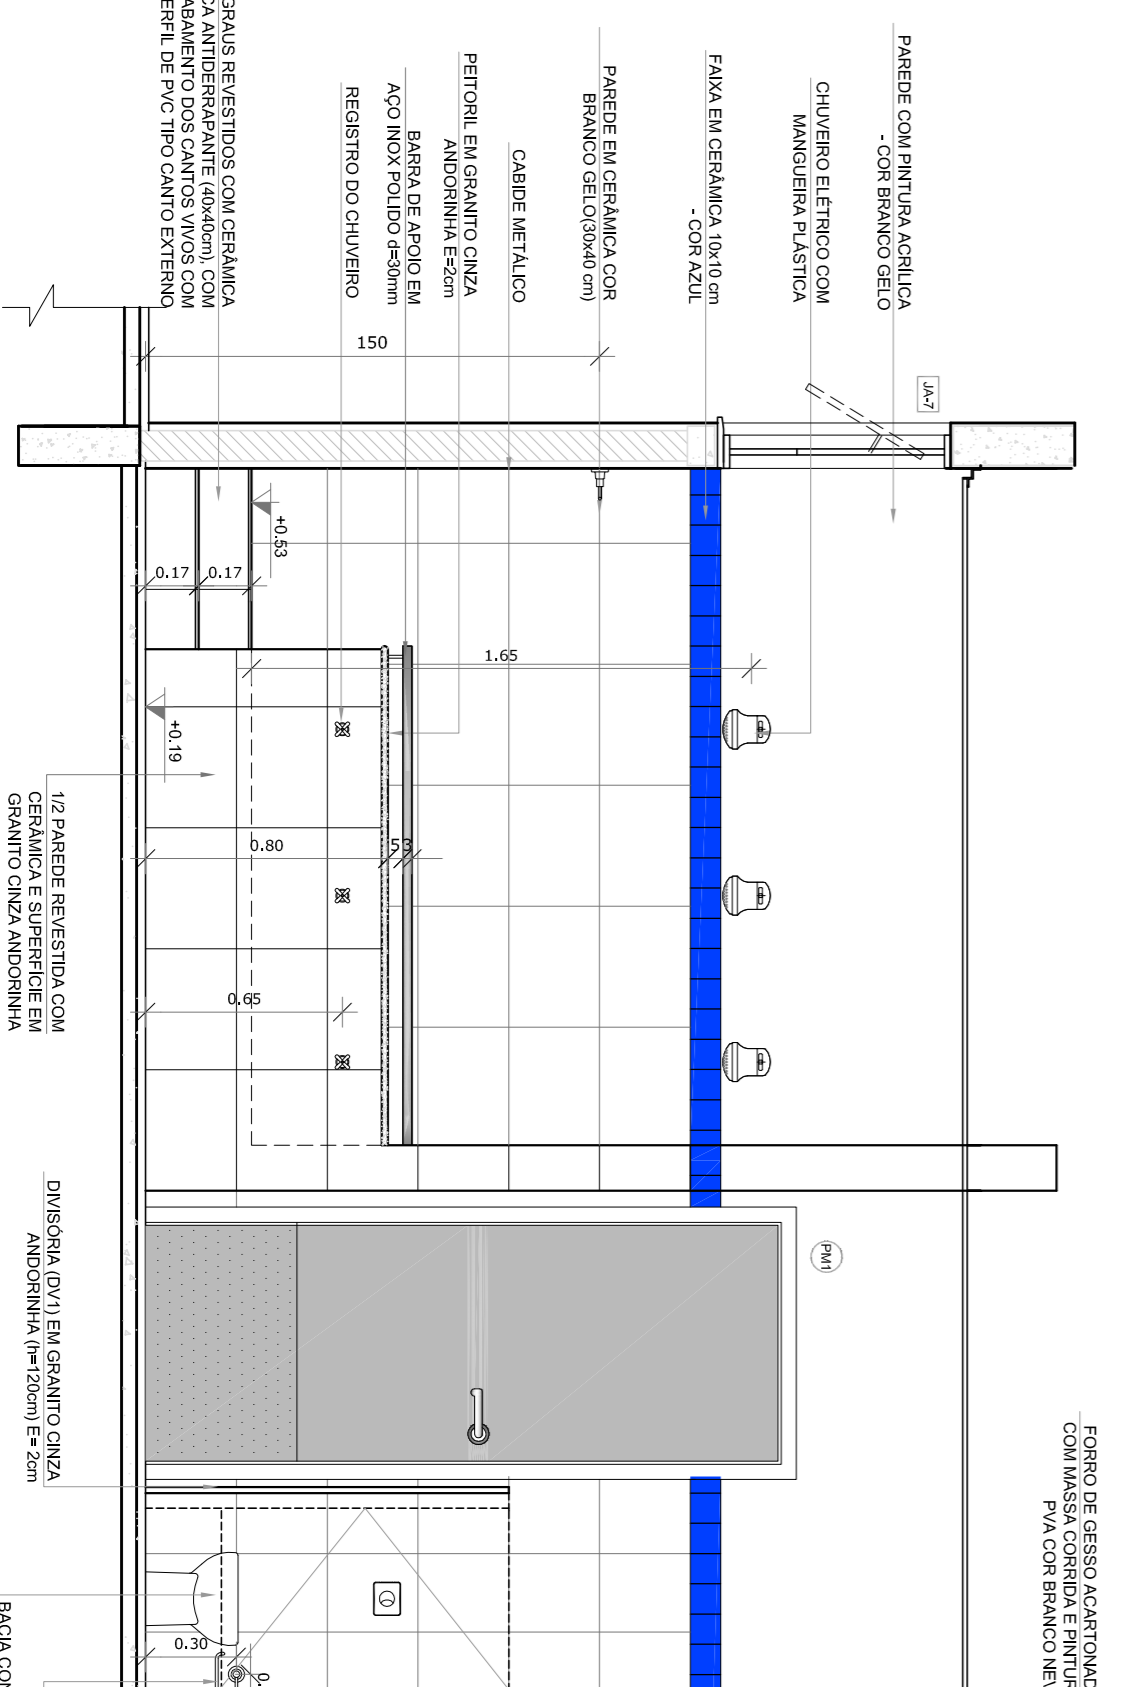 PAREDE COM PINTURA ACRÍLICA
- COR BRANCO GELO
CHUVEIRO ELÉTRICO COM
MANGUEIRA PLÁSTICA
FAIXA EM CERÂMICA 10x10 cm
- COR AZUL
PAREDE EM CERÂMICA COR
BRANCO GELO(30x40 cm)
CABIDE METÁLICO
PEITORIL EM GRANITO CINZA
ANDORINHA E=2cm
BARRA DE APOIO EM
AÇO INOX POLIDO d=30mm
REGISTRO DO CHUVEIRO
GRAUS REVESTIDOS COM CERÂMICA
CA ANTIDERRAPANTE (40x40cm), COM
ABAMENTO DOS CANTOS VIVOS COM
ERFIL DE PVC TIPO CANTO EXTERNO
JA-7
150
+0.53
0.17
0.17
1.65
+0.19
0.80
5
3
0.65
1/2 PAREDE REVESTIDA COM
CERÂMICA E SUPERFÍCIE EM
GRANITO CINZA ANDORINHA
PM1
DIVISÓRIA (DV1) EM GRANITO CINZA
ANDORINHA (h=120cm) E= 2cm
FORRO DE GESSO ACARTONAD
COM MASSA CORRIDA E PINTUR
PVA COR BRANCO NEV
0.30
0.
BACIA CON